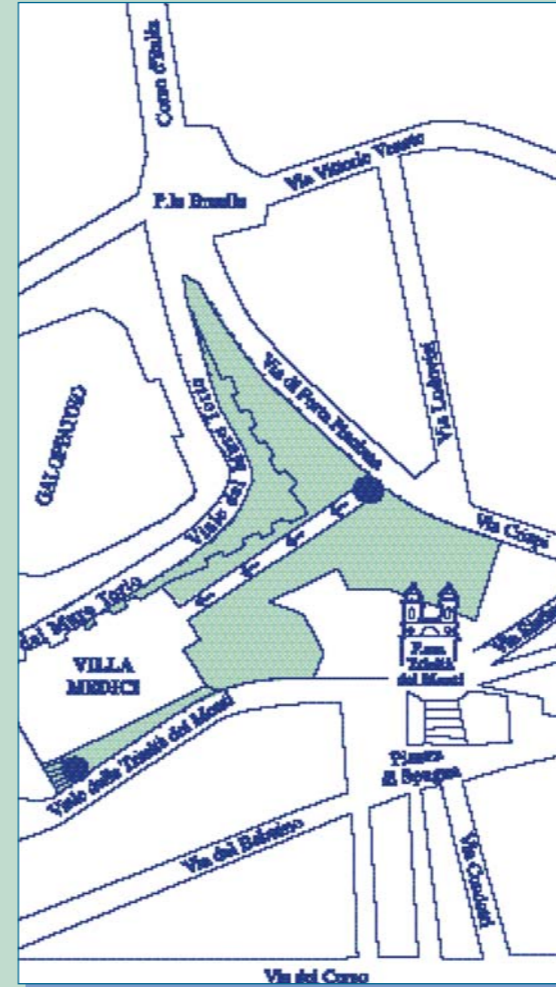 Corso d'Italia
P.le Brasile
Via Vittorio Veneto
Via Ludovisi
Via di Porta Pinciana
Viale del Muro Torto
GALOPPATOIO
Via Crispi
del Muro Torto
VILLA
MEDICI
P.zza
Trinità
dei Monti
Via
Viale della Trinità dei Monti
Piazza
di Spagna
Via del Babuino
Via Condotti
Via del Corso